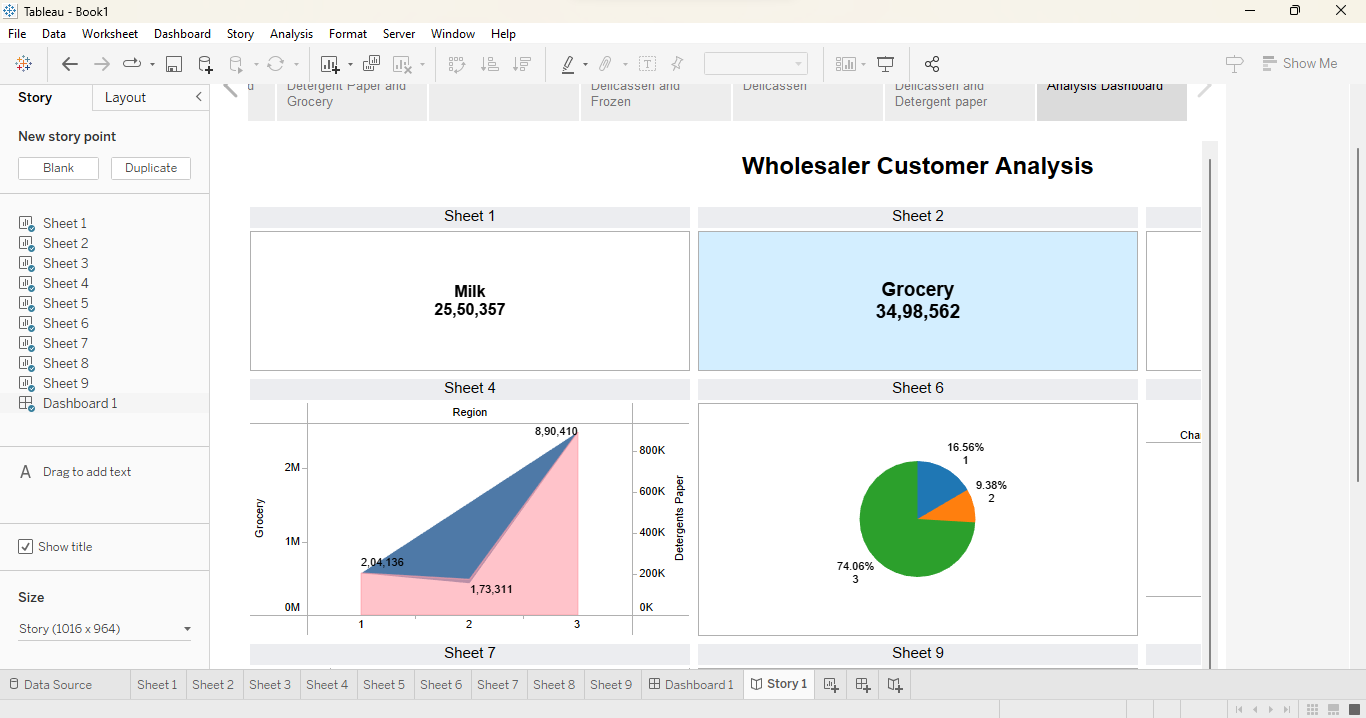 Tableau - Book1
File Data Worksheet Dashboard Story Analysis Format Server Window Help
Show Me
Story Layout
New story point
Blank Duplicate
Sheet 1
Sheet 2
Sheet 3
Sheet 4
Sheet 5
Sheet 6
Sheet 7
Sheet 8
Sheet 9
Dashboard 1
A Drag to add text
Show title
Size
Story (1016 x 964)
Detergent Paper and
Grocery
Delicassen and
Frozen
Delicassen
Delicassen and
Detergent paper
Analysis Dashboard
Wholesaler Customer Analysis
Sheet 1
Milk
25,50,357
Sheet 2
Grocery
34,98,562
Sheet 4
Region
8,90,410
2,04,136
1,73,311
Grocery
2M
1M
0M
1 2 3
800K
600K
400K
200K
0K
Detergents Paper
Sheet 6
16.56%
1
9.38%
2
74.06%
3
Cha
Sheet 7
Sheet 9
Data Source Sheet 1 Sheet 2 Sheet 3 Sheet 4 Sheet 5 Sheet 6 Sheet 7 Sheet 8 Sheet 9 Dashboard 1 Story 1